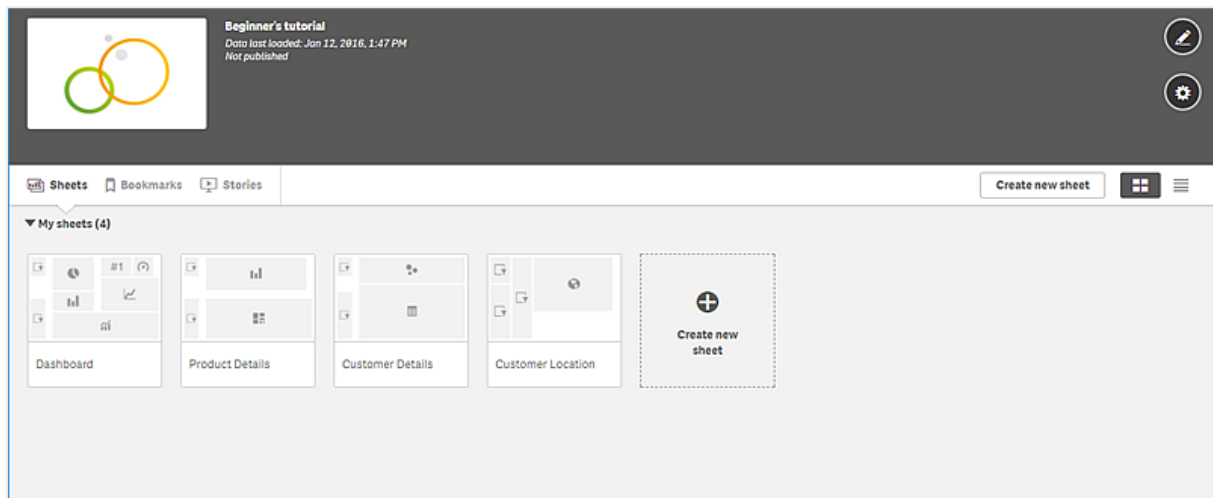 Beginner's tutorial
Data last loaded: Jan 12, 2016, 1:47 PM
Not published
Sheets
Bookmarks
Stories
Create new sheet
My sheets (4)
#1
Dashboard
Product Details
Customer Details
Customer Location
Create new
sheet